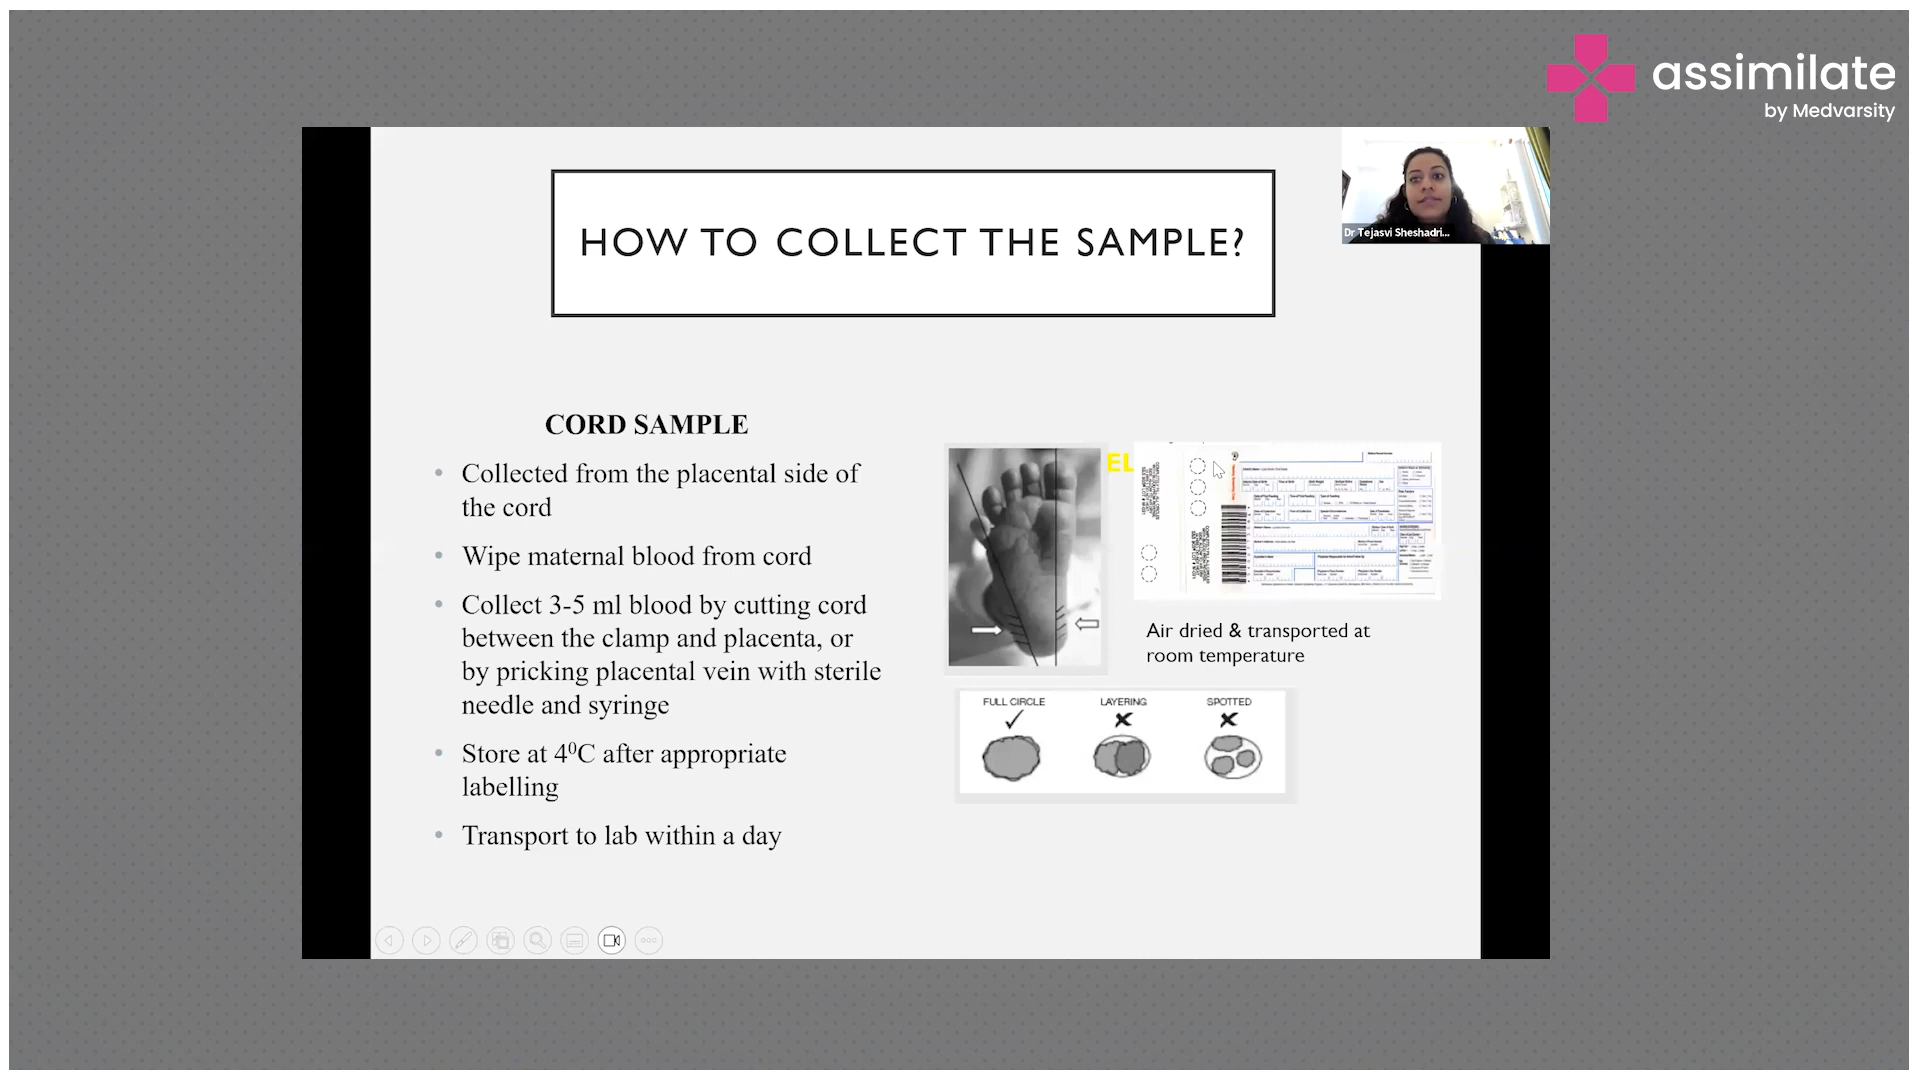 assimilate
by Medvarsity
Dr Tejasvi Sheshadri...
HOW TO COLLECT THE SAMPLE?
CORD SAMPLE
• Collected from the placental side of
the cord
• Wipe maternal blood from cord
• Collect 3-5 ml blood by cutting cord
between the clamp and placenta, or
by pricking placental vein with sterile
needle and syringe
• Store at 4⁰C after appropriate
labelling
• Transport to lab within a day
EL
Air dried & transported at
room temperature
FULL CIRCLE LAYERING SPOTTED